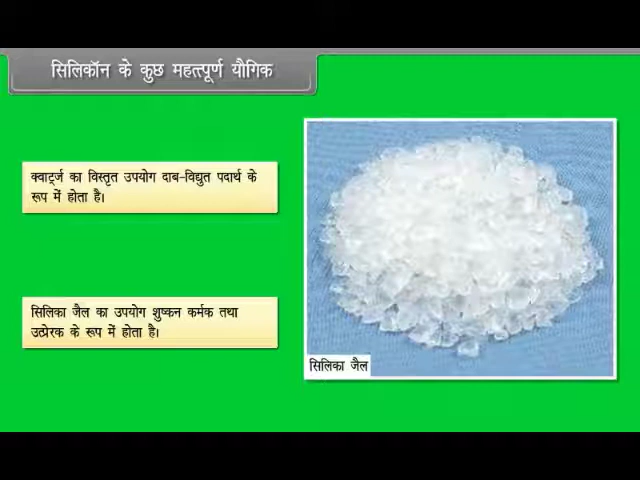 सिलिकॉन के कुछ महत्त्पूर्ण यौगिक
क्वार्ट्ज का विस्तृत उपयोग दाब-विद्युत पदार्थ के
रूप में होता है।
सिलिका जैल का उपयोग शुष्कन कर्मक तथा
उत्प्रेरक के रूप में होता है।
सिलिका जैल